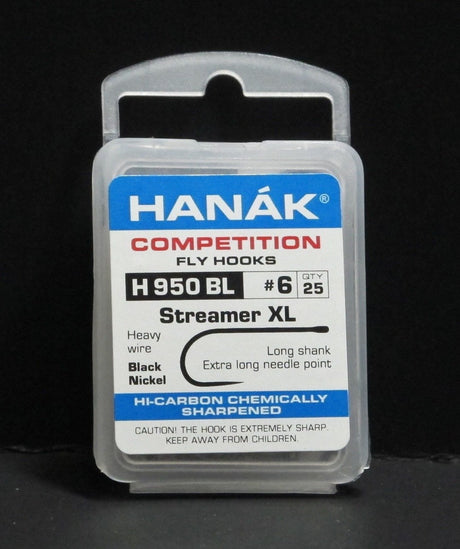 HANÁK®
COMPETITION
FLY HOOKS
H 950 BL #6 QTY 25
Streamer XL
Heavy wire
Long shank
Extra long needle point
Black Nickel
HI-CARBON CHEMICALLY
SHARPENED
CAUTION! THE HOOK IS EXTREMELY SHARP.
KEEP AWAY FROM CHILDREN.